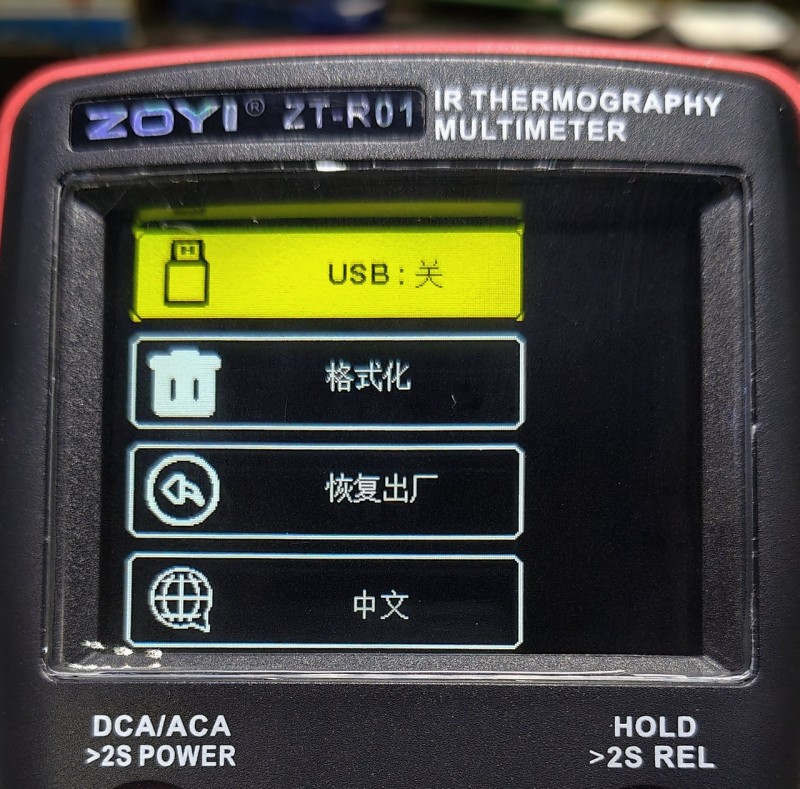 ZOYI® ZT-R01
IR THERMOGRAPHY
MULTIMETER
USB : 关
格式化
恢复出厂
中文
DCA/ACA
>2S POWER
HOLD
>2S REL